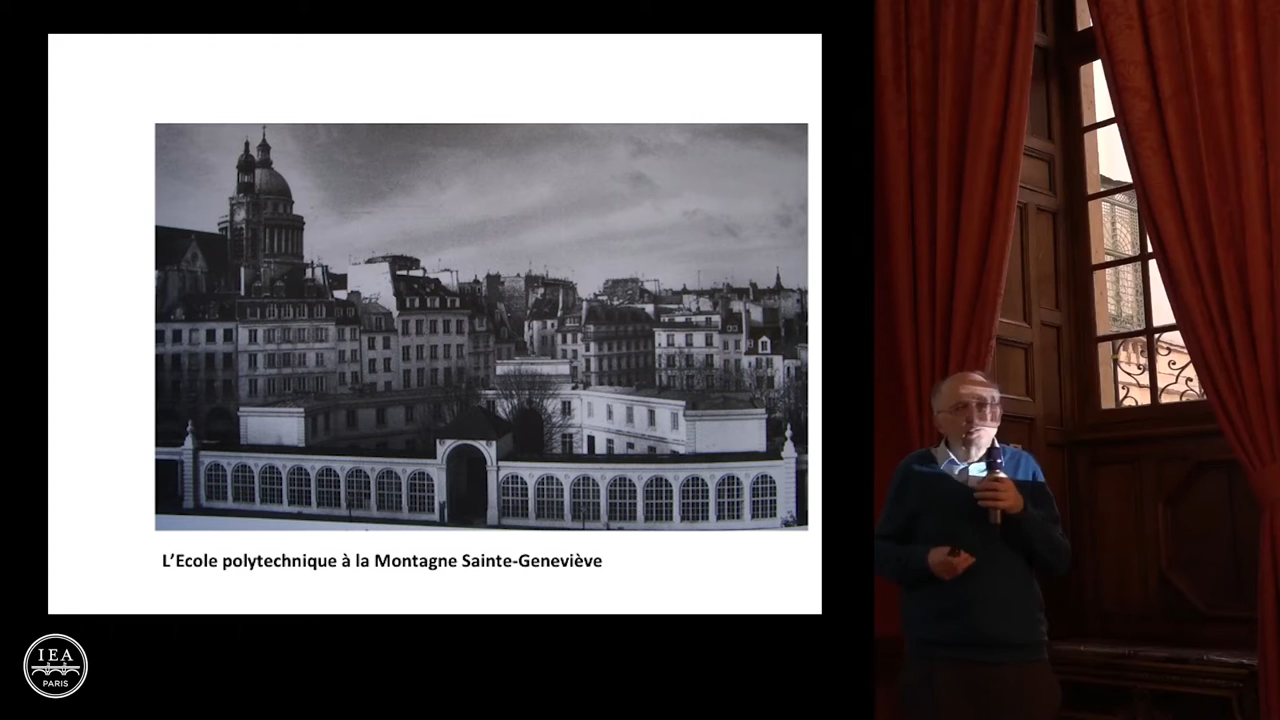 L’Ecole polytechnique à la Montagne Sainte-Geneviève
IEA
PARIS